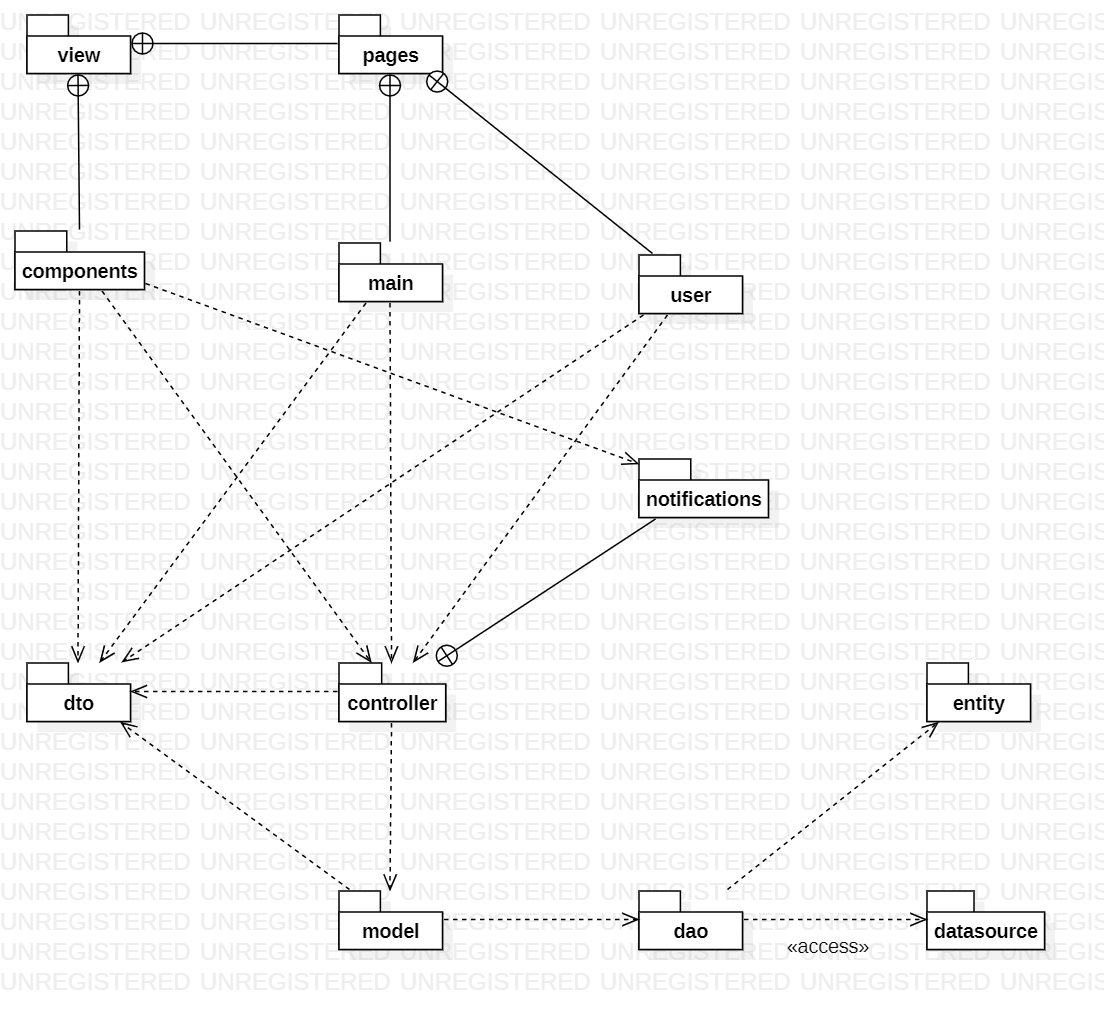 UNREGISTERED UNREGISTERED UNREGISTERED UNREGISTERED UNREGISTERED UNREGIS
view
pages
components
main
user
notifications
dto
controller
entity
model
dao
datasource
«access»